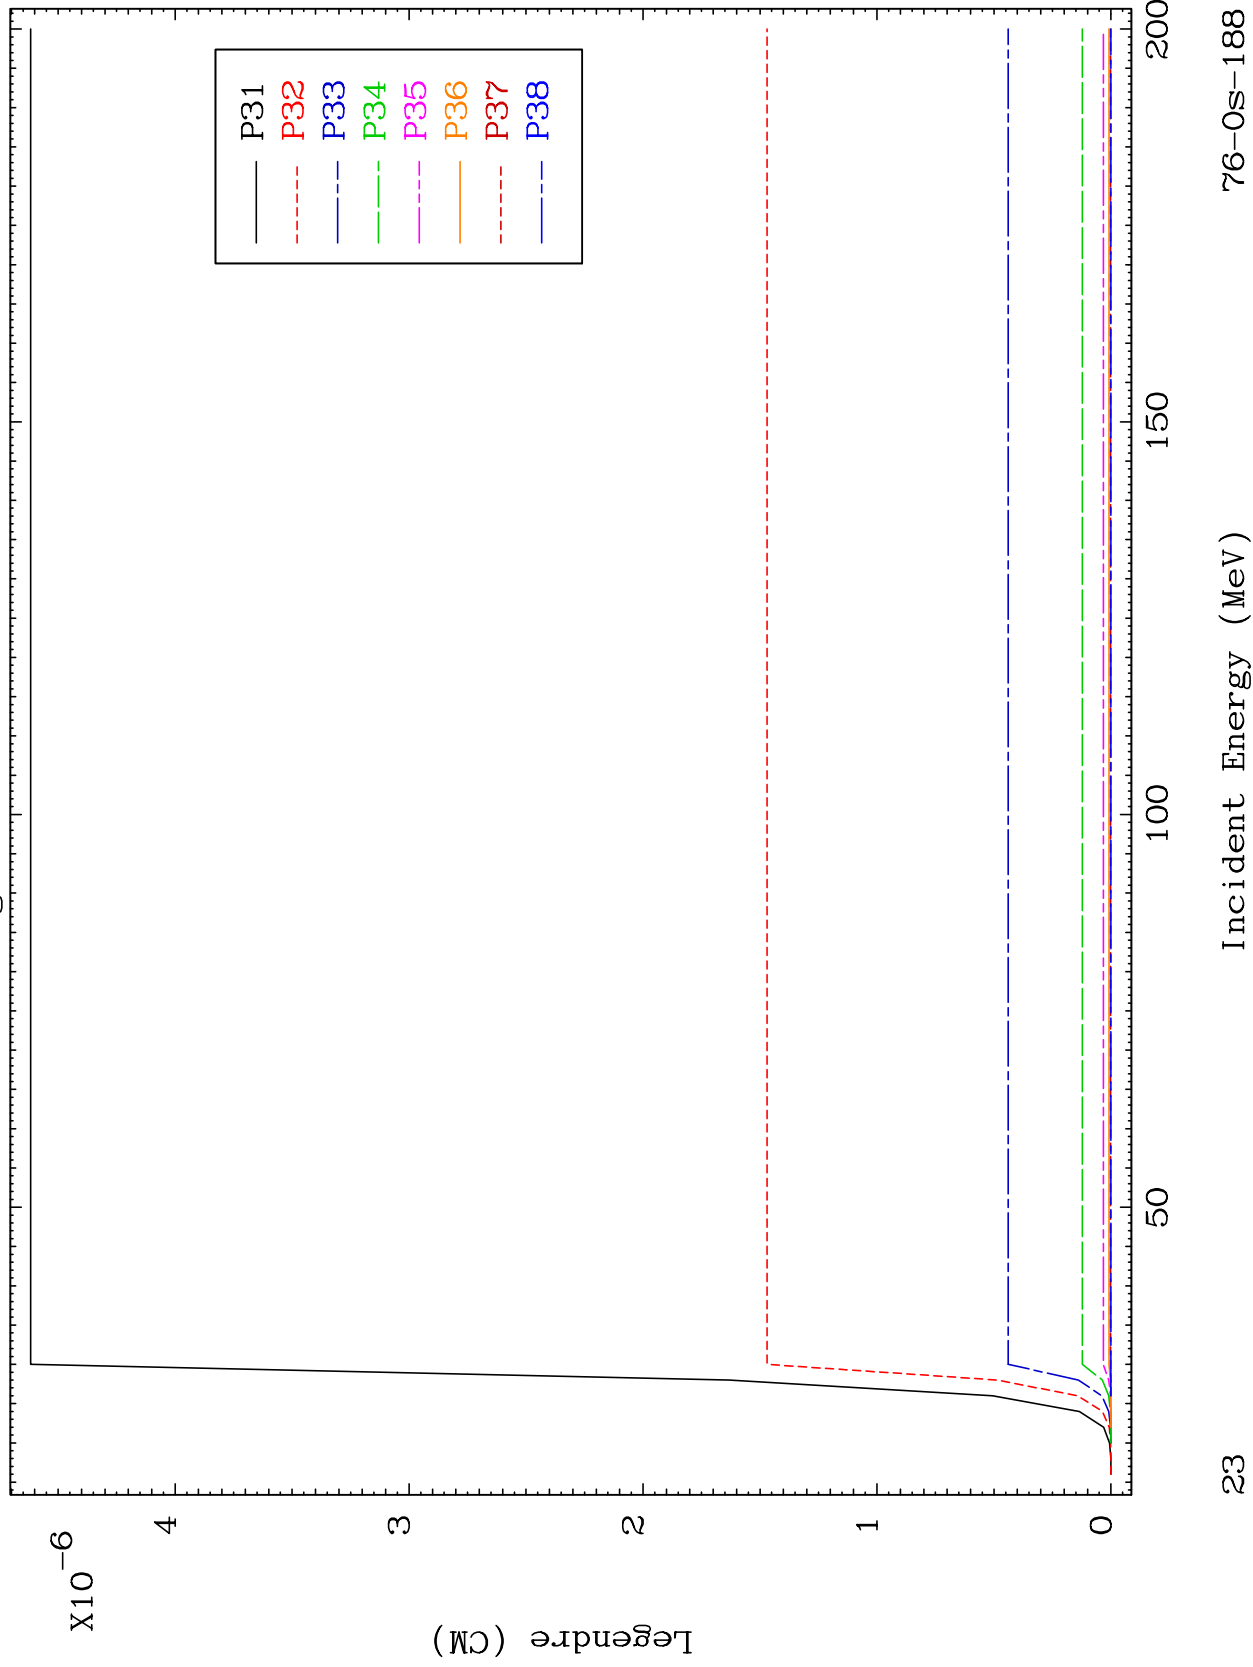 X10-6
4
3
2
1
0
Legendre (CM)
P31
P32
P33
P34
P35
P36
P37
P38
50
100
150
200
Incident Energy (MeV)
23
76-Os-188